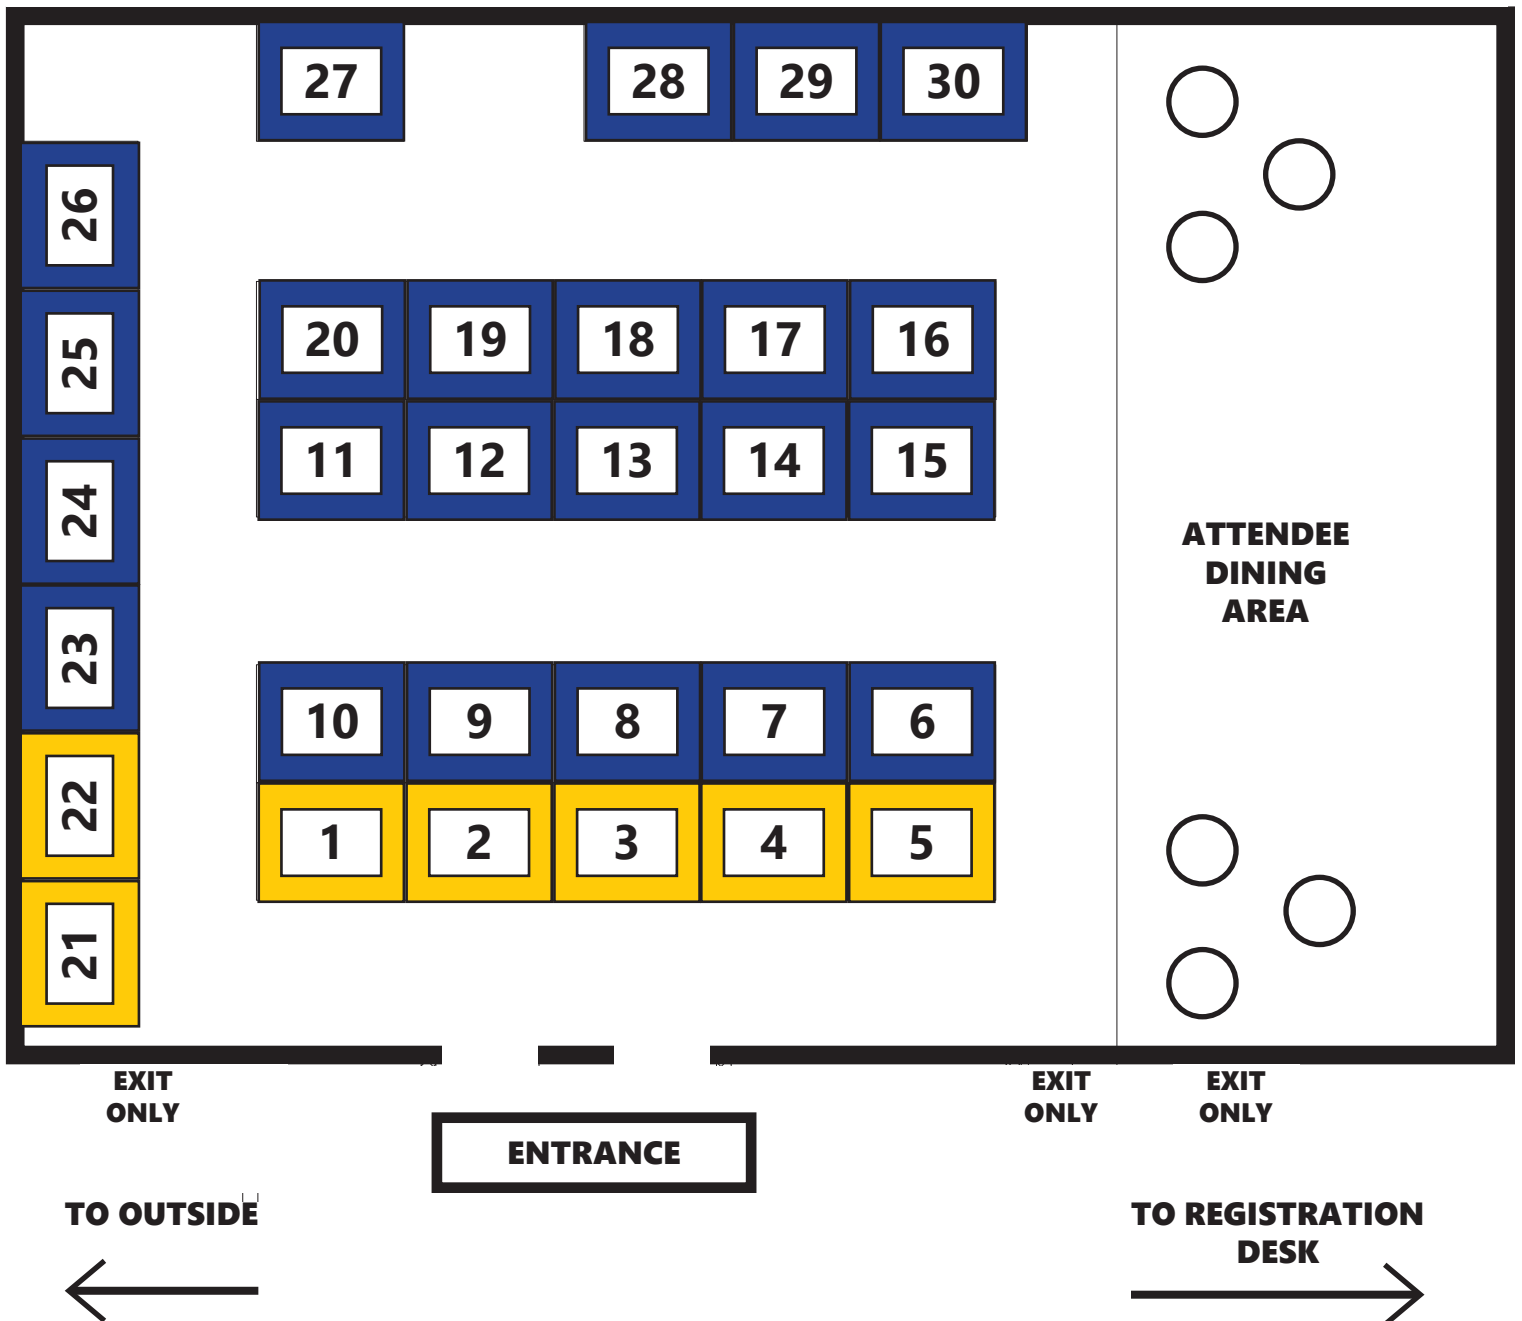 27
28
29
30
26
25
24
23
22
21
20
19
18
17
16
11
12
13
14
15
10
9
8
7
6
1
2
3
4
5
ATTENDEE
DINING
AREA
EXIT
ONLY
EXIT
ONLY
EXIT
ONLY
ENTRANCE
TO OUTSIDE
TO REGISTRATION
DESK